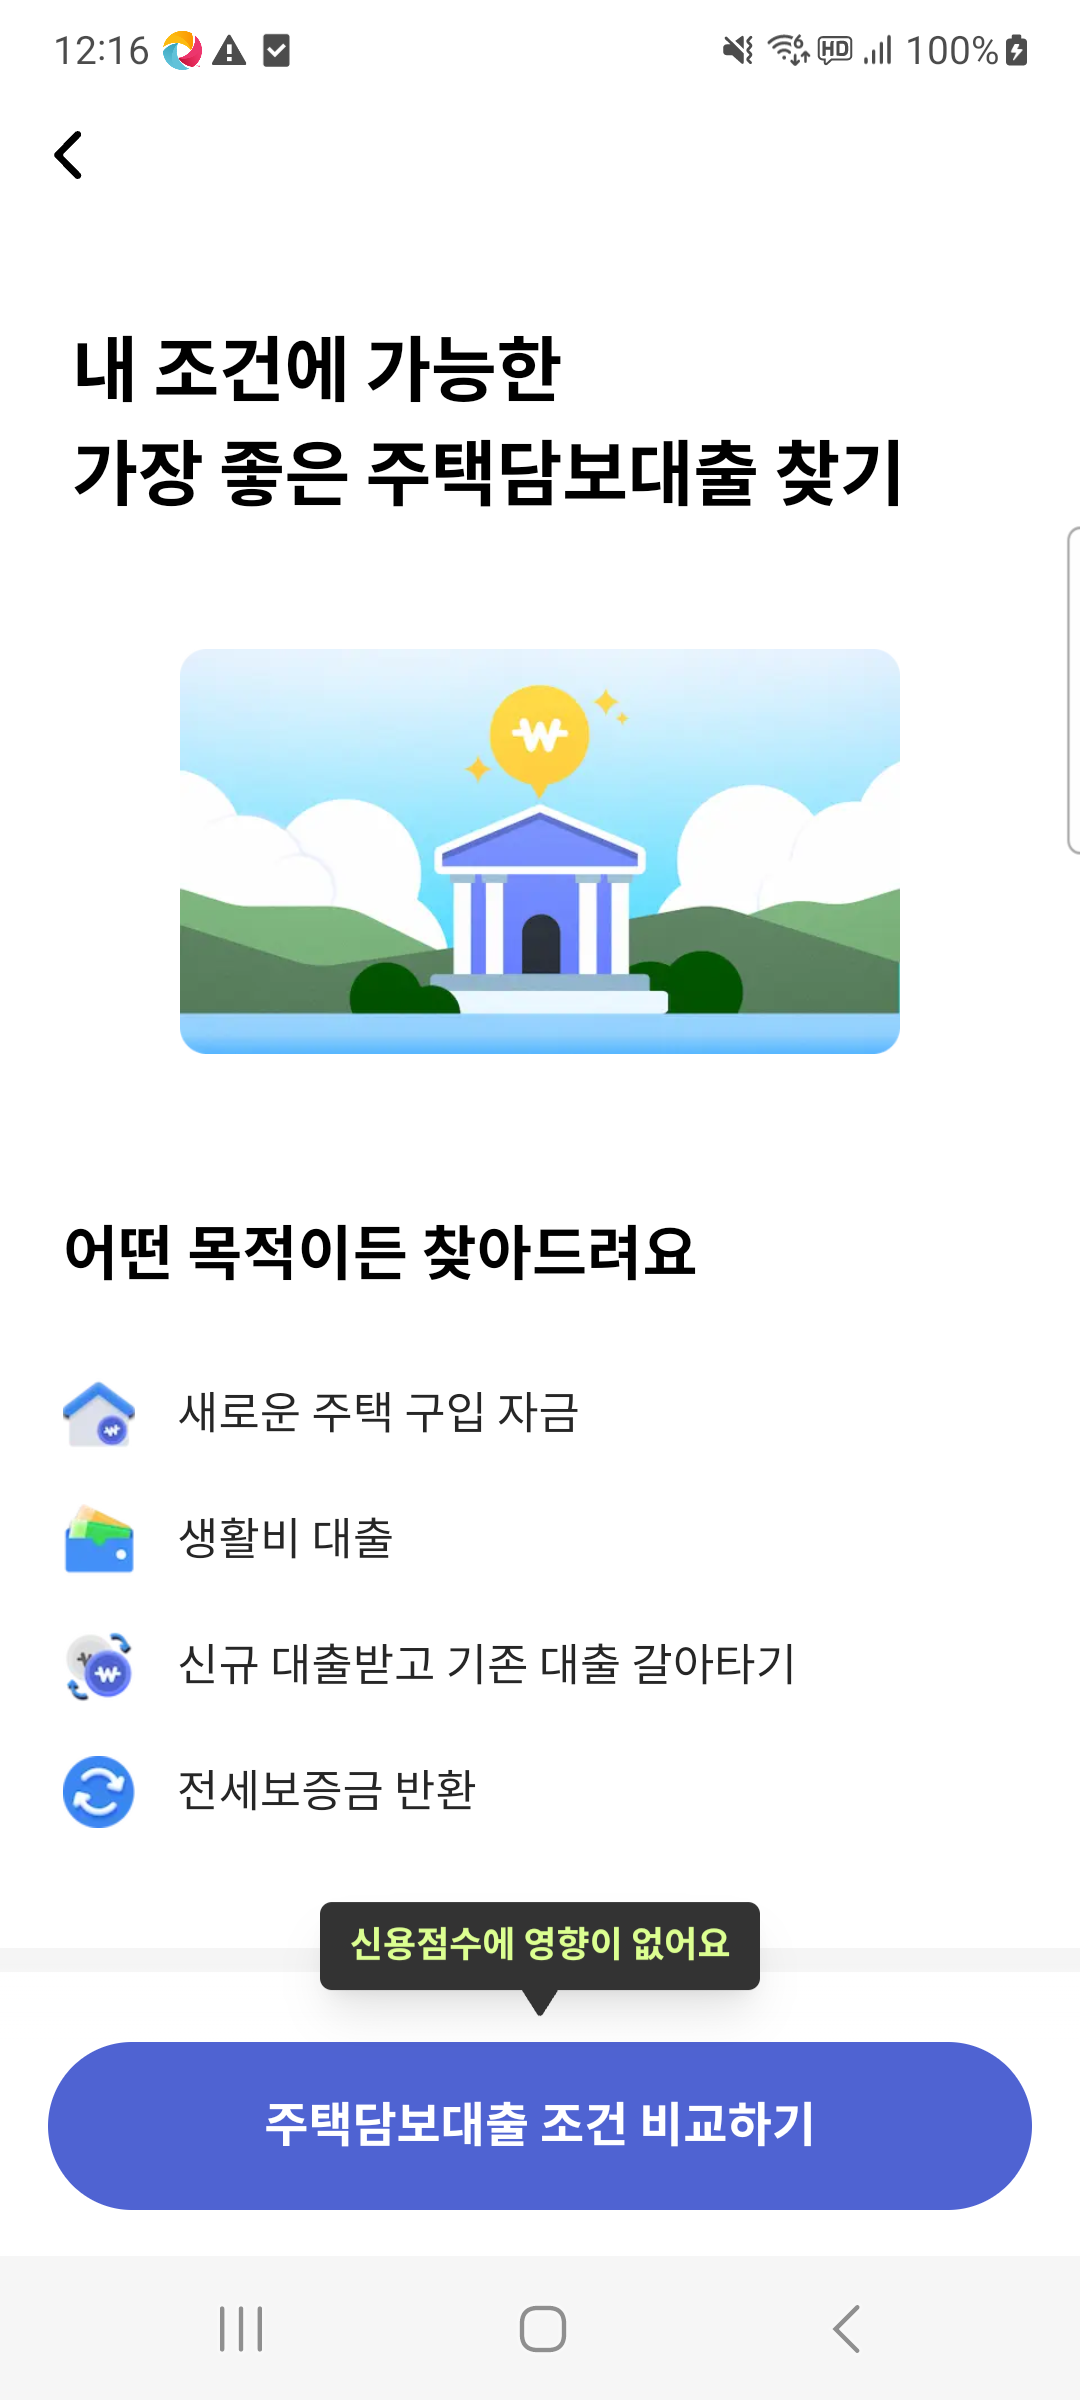 12:16
HD 100%
내 조건에 가능한
가장 좋은 주택담보대출 찾기
어떤 목적이든 찾아드려요
새로운 주택 구입 자금
생활비 대출
신규 대출받고 기존 대출 갈아타기
전세보증금 반환
신용점수에 영향이 없어요
주택담보대출 조건 비교하기